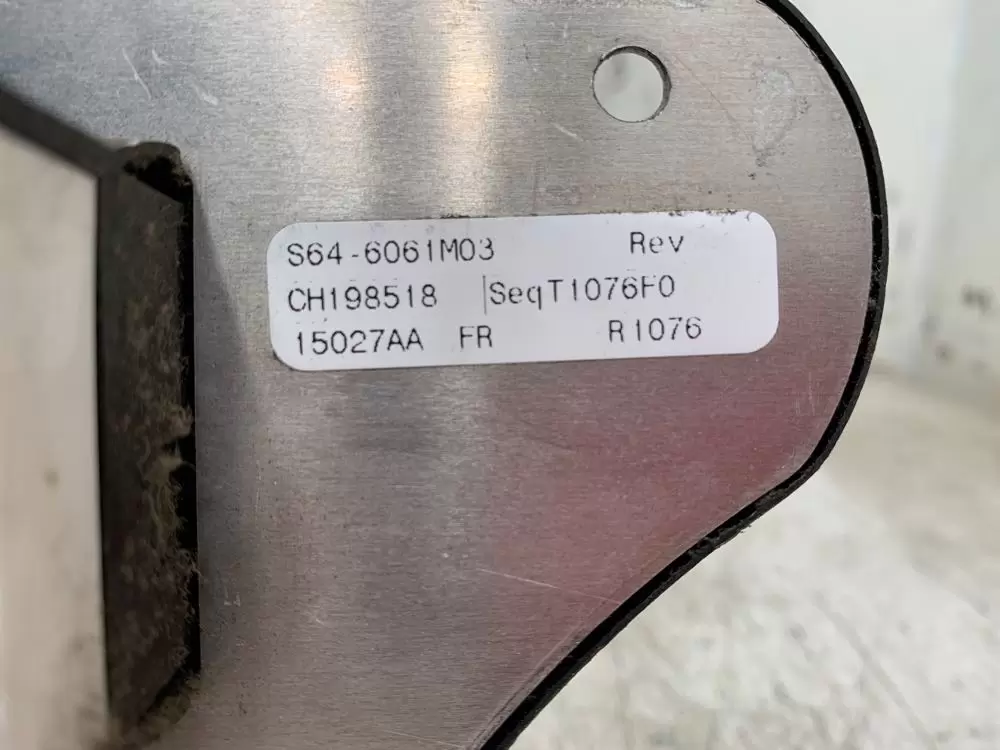 S64-6061M03 Rev
CH198518 |SeqT1076F0
15027AA FR R1076